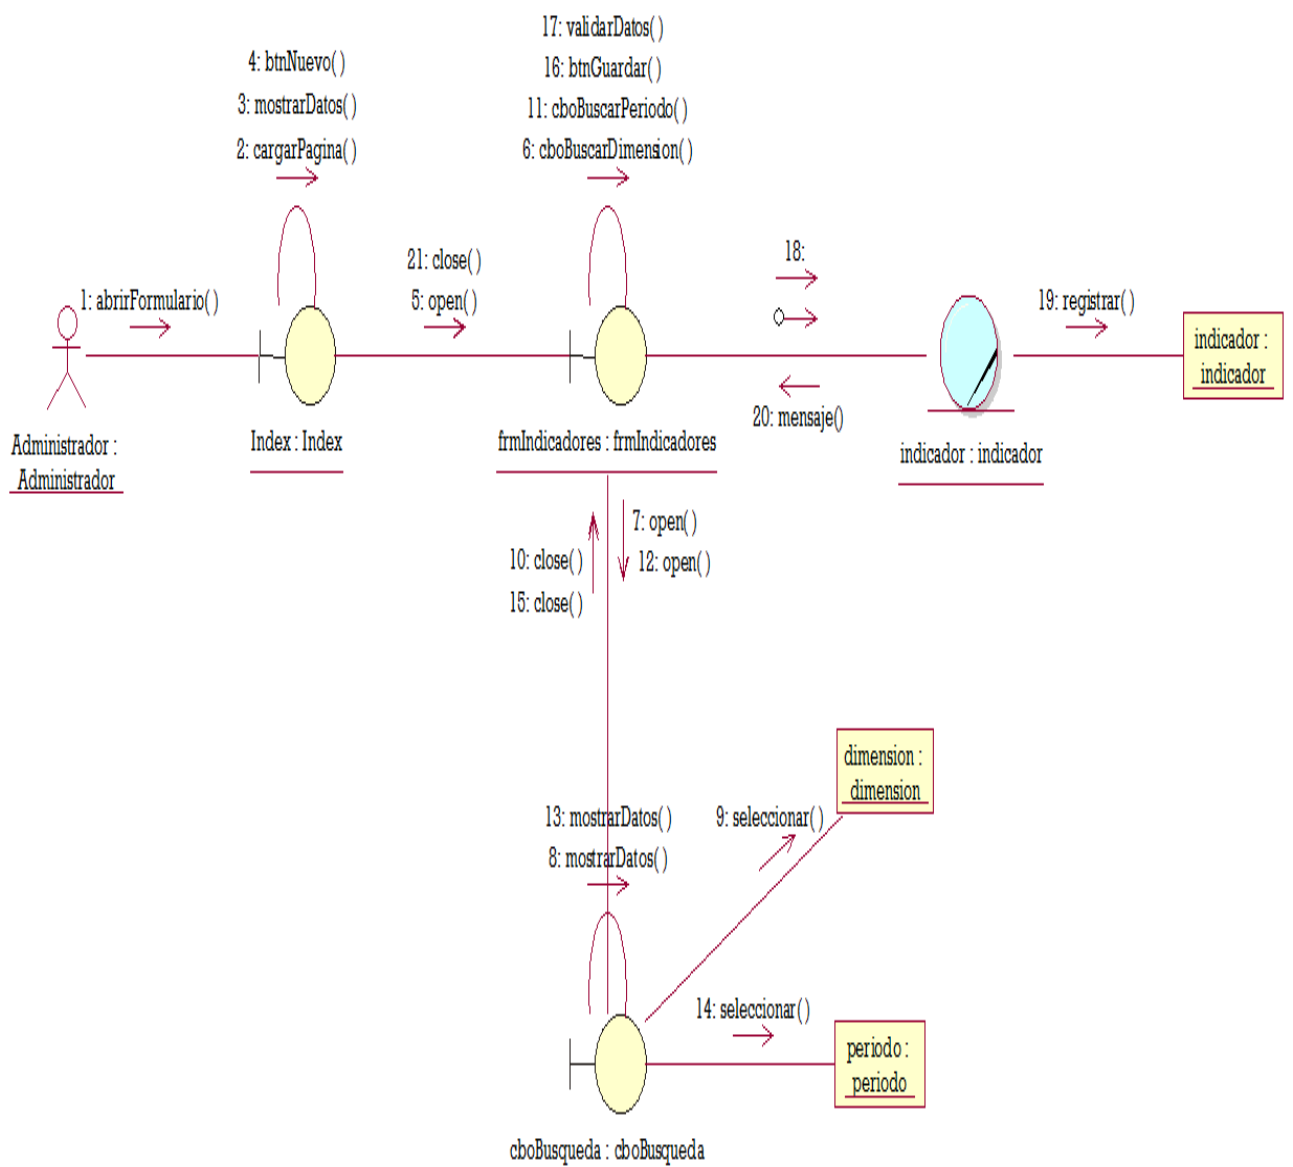 17: validarDatos( )
4: btnNuevo( )
16: btnGuardar( )
3: mostrarDatos( )
11: cboBuscarPeriodo( )
2: cargarPagina( )
6: cboBuscarDimension( )
18:
21: close( )
1: abrirFormulario( )
5: open( )
19: registrar( )
indicador :
indicador
20: mensaje()
Administrador :
Administrador
Index : Index
frmIndicadores : frmIndicadores
indicador : indicador
7: open( )
10: close( )
12: open( )
15: close( )
dimension :
dimension
13: mostrarDatos( )
9: seleccionar( )
8: mostrarDatos( )
14: seleccionar( )
periodo :
periodo
cboBusqueda : cboBusqueda